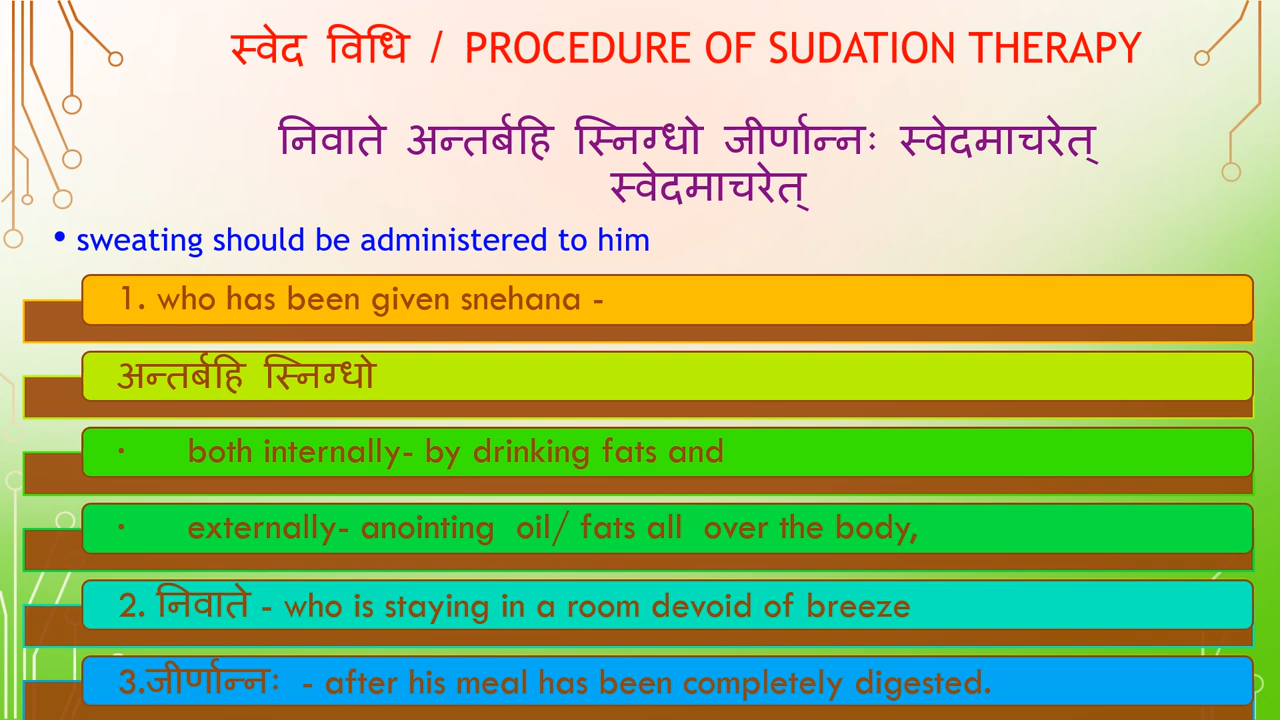 स्वेद विधि / PROCEDURE OF SUDATION THERAPY
निवाते अन्तर्बहि स्निग्धो जीर्णान्नः स्वेदमाचरेत्
स्वेदमाचरेत्
• sweating should be administered to him
1. who has been given snehana -
अन्तर्बहि स्निग्धो
• both internally- by drinking fats and
• externally- anointing oil/ fats all over the body,
2. निवाते - who is staying in a room devoid of breeze
3.जीर्णान्नः - after his meal has been completely digested.